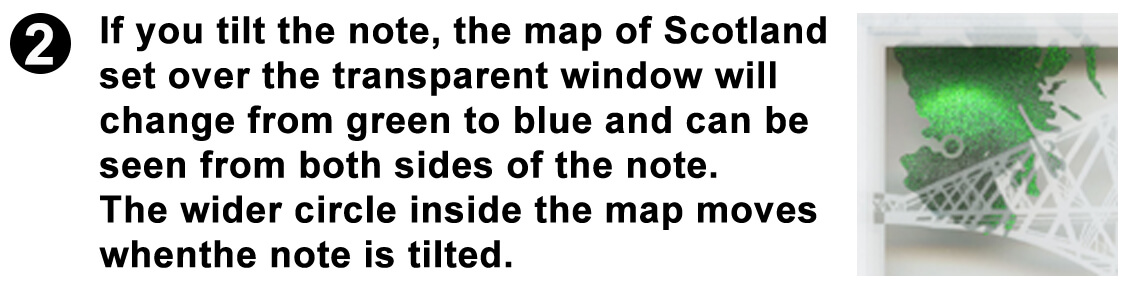 2 If you tilt the note, the map of Scotland
set over the transparent window will
change from green to blue and can be
seen from both sides of the note.
The wider circle inside the map moves
whenthe note is tilted.